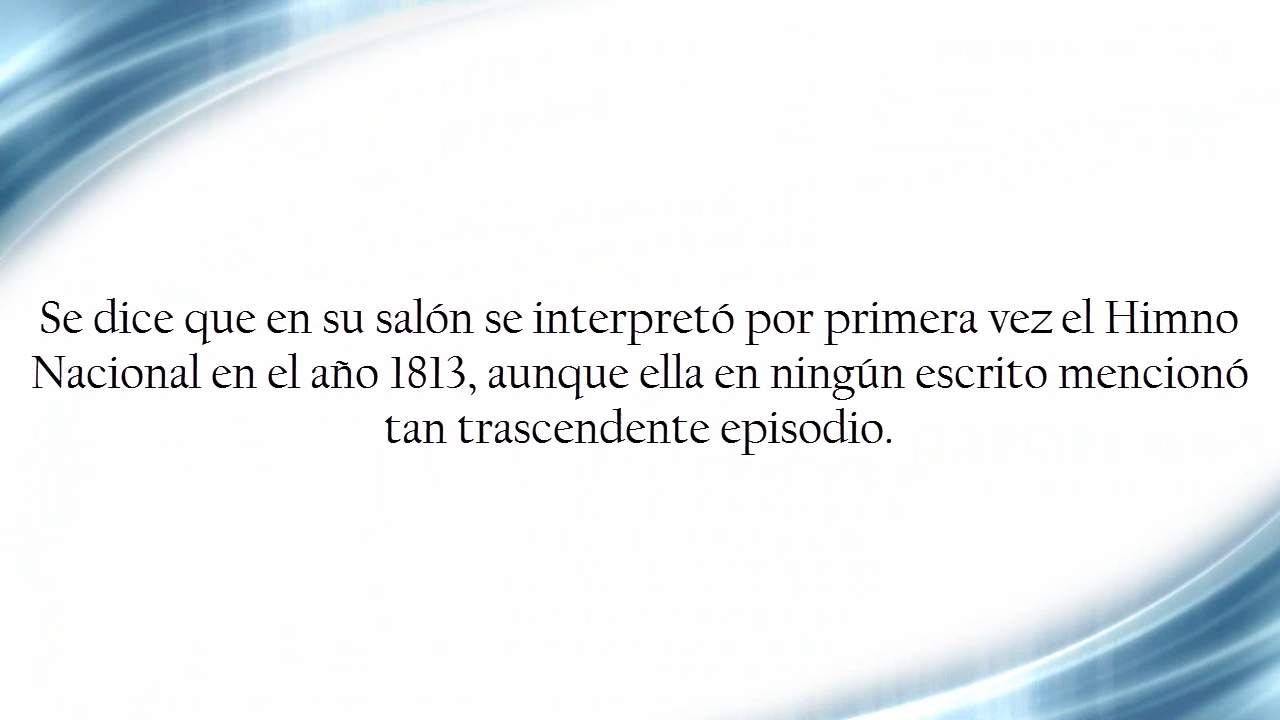 Se dice que en su salón se interpretó por primera vez el Himno
Nacional en el año 1813, aunque ella en ningún escrito mencionó
tan trascendente episodio.